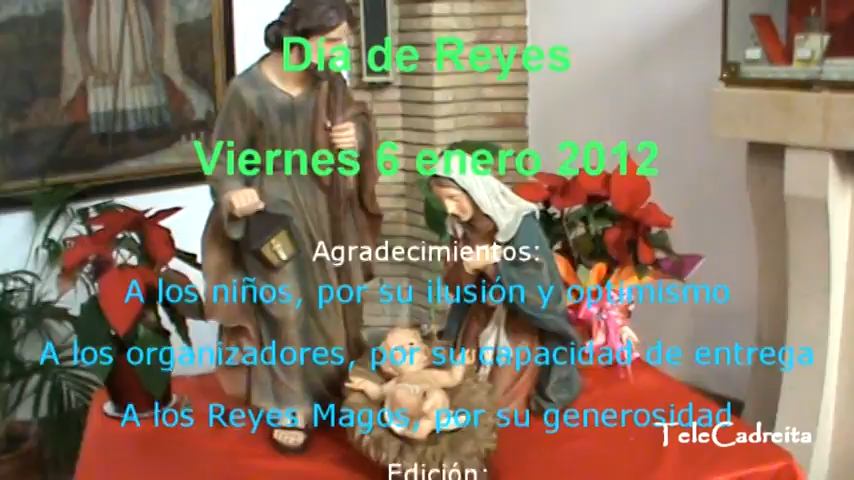 Día de Reyes
Viernes 6 enero 2012
Agradecimientos:
A los niños, por su ilusión y optimismo
A los organizadores, por su capacidad de entrega
A los Reyes Magos, por su generosidad
TeleCadreita
Edición: